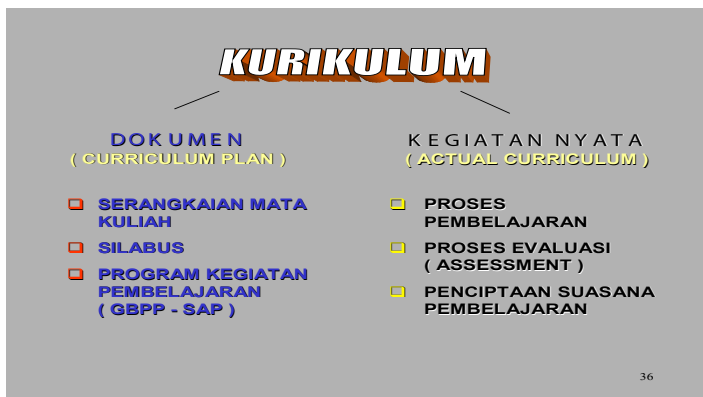 KURIKULUM
DOKUMEN
( CURRICULUM PLAN )
SERANGKAIAN MATA
KULIAH
SILABUS
PROGRAM KEGIATAN
PEMBELAJARAN
( GBPP - SAP )
KEGIATAN NYATA
( ACTUAL CURRICULUM )
PROSES
PEMBELAJARAN
PROSES EVALUASI
( ASSESSMENT )
PENCIPTAAN SUASANA
PEMBELAJARAN
36